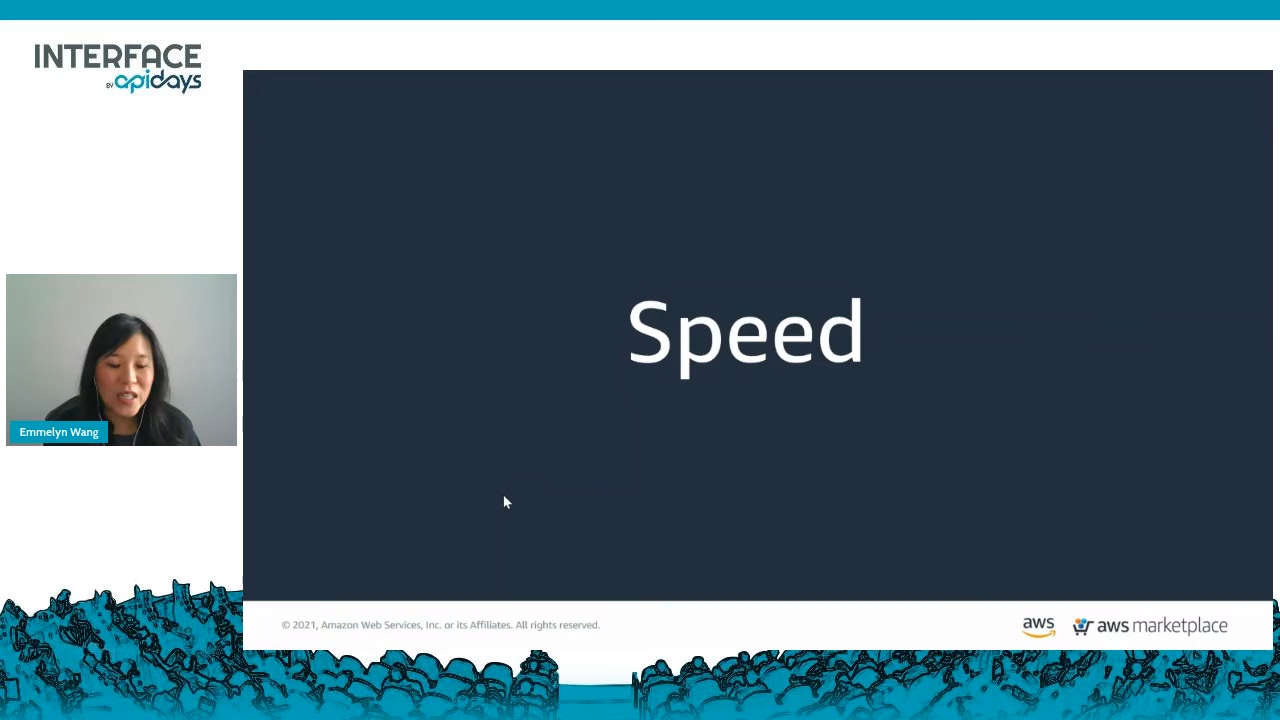 INTERFACE
BY apidays
Speed
Emmelyn Wang
© 2021, Amazon Web Services, Inc. or its Affiliates. All rights reserved.
aws
aws marketplace